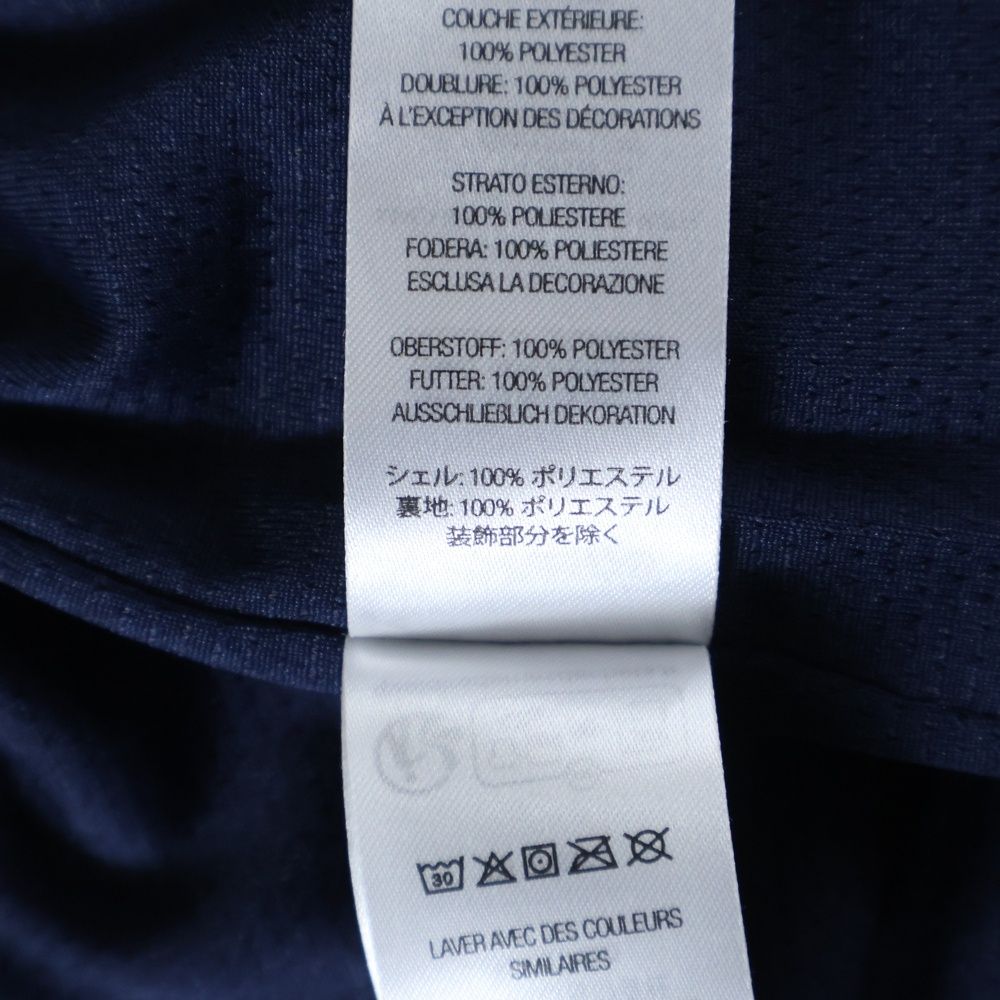 COUCHE EXTÉRIEURE:
100% POLYESTER
DOUBLURE: 100% POLYESTER
À L'EXCEPTION DES DÉCORATIONS
STRATO ESTERNO:
100% POLIESTERE
FODERA: 100% POLIESTERE
ESCLUSA LA DECORAZIONE
OBERSTOFF: 100% POLYESTER
FUTTER: 100% POLYESTER
AUSSCHLIEßLICH DEKORATION
シェル: 100% ポリエステル
裏地: 100% ポリエステル
装飾部分を除く
30
LAVER AVEC DES COULEURS
SIMILAIRES